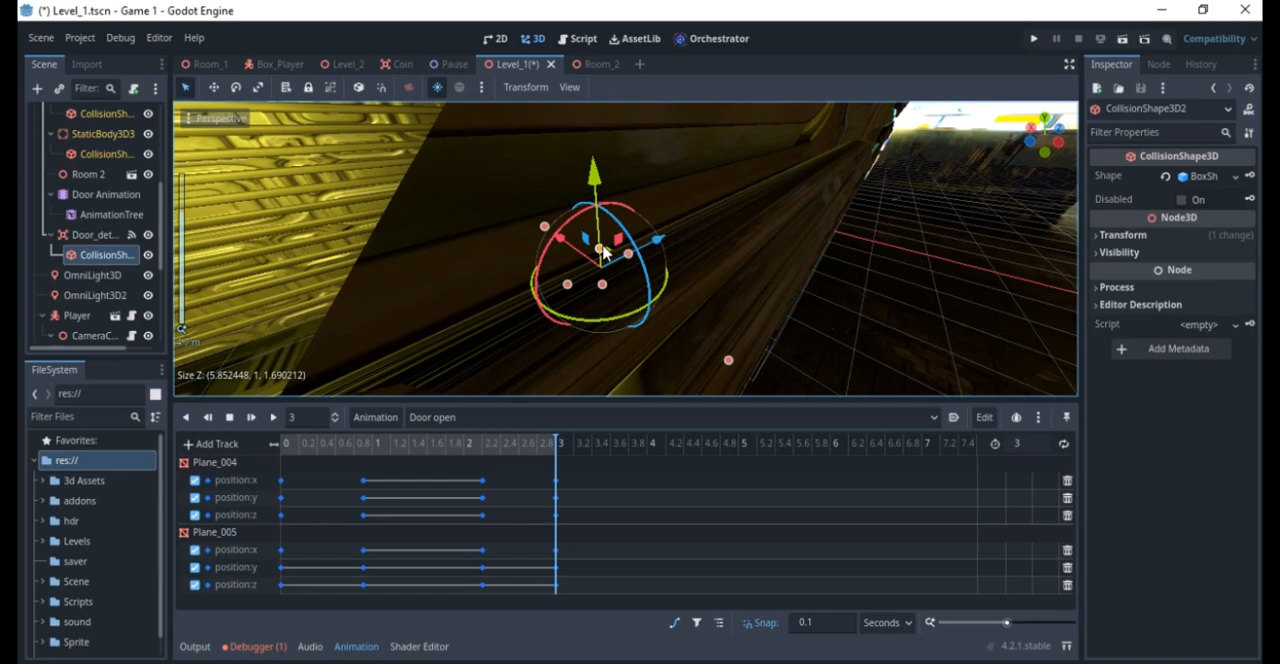 (*) Level_1.tscn - Game 1 - Godot Engine
Scene Project Debug Editor Help
2D 3D Script AssetLib Orchestrator
Compatibility
Scene Import
Room_1 Box_Player Level_2 Coin Pause Level_1(*) Room_2
Inspector Node History
Filter:
Transform View
CollisionSh...
StaticBody3D3
CollisionSh...
Room 2
Door Animation
AnimationTree
Door_det...
CollisionSh...
OmniLight3D
OmniLight3D2
Player
CameraC...
Perspective
Size Z: (5.852448, 1, 1.690212)
CollisionShape3D2
Filter Properties
CollisionShape3D
Shape BoxSh
Disabled On
Node3D
Transform (1 change)
Visibility
Node
Process
Editor Description
Script <empty>
Add Metadata
FileSystem
res://
Filter Files
Favorites:
res://
3d Assets
addons
hdr
Levels
saver
Scene
Scripts
sound
Sprite
3 Animation Door open Edit
Add Track 0 0.2 0.4 0.6 0.8 1 1.2 1.4 1.6 1.8 2 2.2 2.4 2.6 2.8 3 3.2 3.4 3.6 3.8 4 4.2 4.4 4.6 4.8 5 5.2 5.4 5.6 5.8 6 6.2 6.4 6.6 6.8 7 7.2 7.4 3
Plane_004
position:x
position:y
position:z
Plane_005
position:x
position:y
position:z
Snap: 0.1 Seconds
Output Debugger (1) Audio Animation Shader Editor 4.2.1.stable